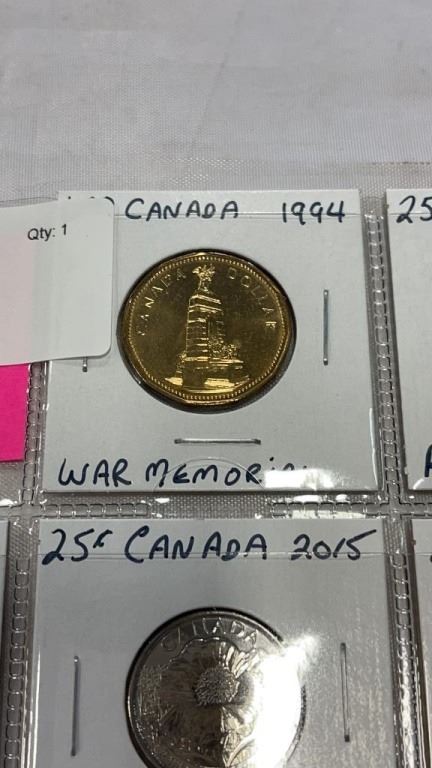 Qty: 1
CANADA 1994
25
CANADA DOLLAR
WAR MEMORI
25¢ CANADA 2015
CANADA